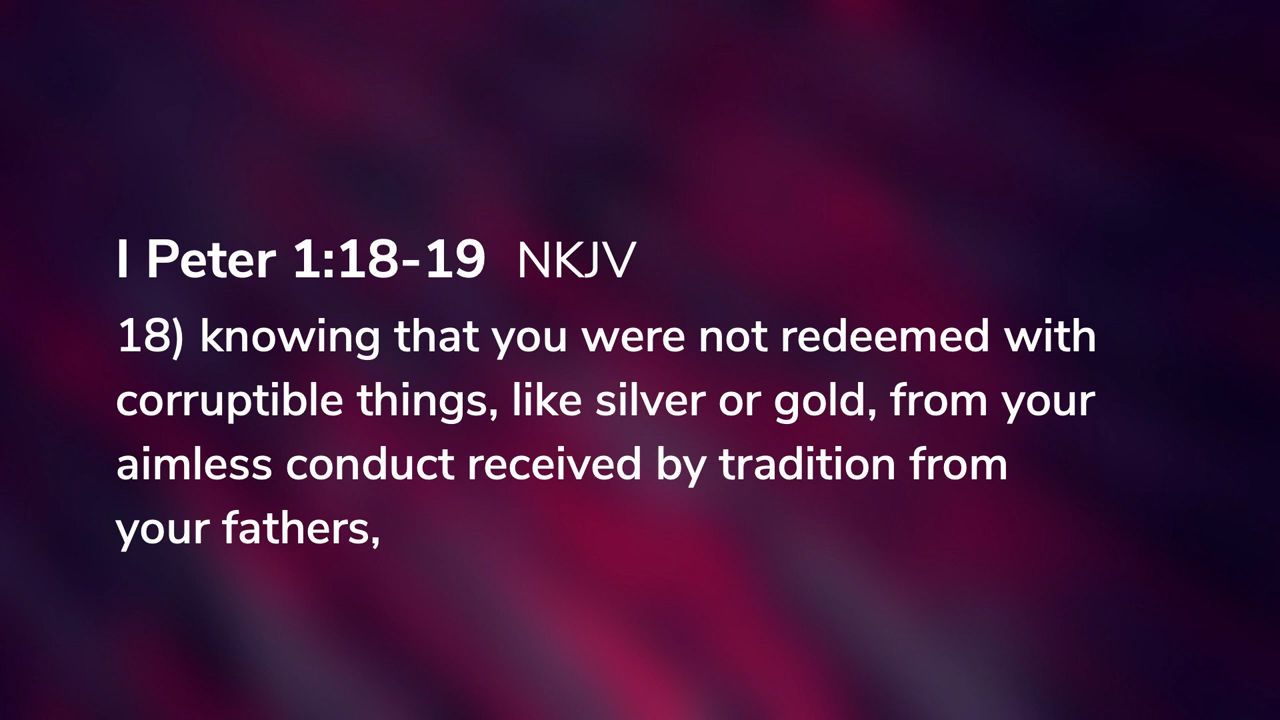 I Peter 1:18-19 NKJV
18) knowing that you were not redeemed with
corruptible things, like silver or gold, from your
aimless conduct received by tradition from
your fathers,